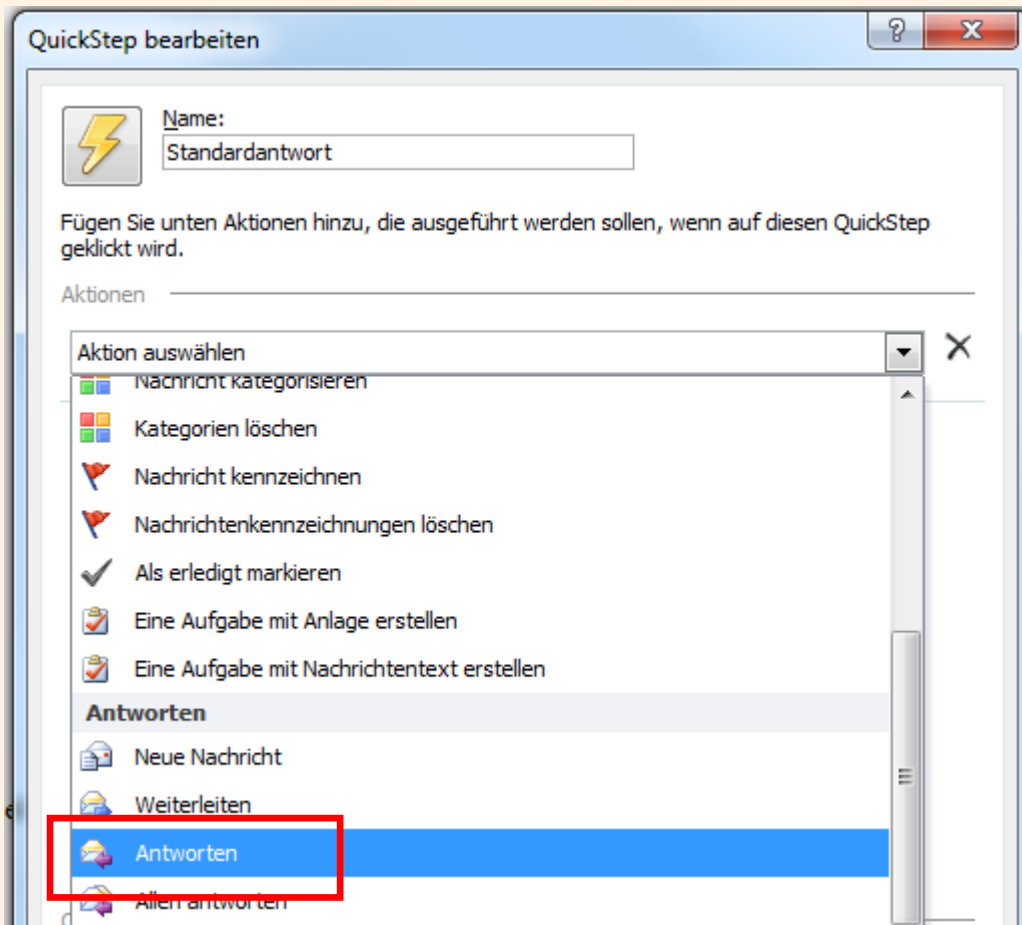 QuickStep bearbeiten
Name:
Standardantwort
Fügen Sie unten Aktionen hinzu, die ausgeführt werden sollen, wenn auf diesen QuickStep
geklickt wird.
Aktionen
Aktion auswählen
Nachricht kategorisieren
Kategorien löschen
Nachricht kennzeichnen
Nachrichtenkennzeichnungen löschen
Als erledigt markieren
Eine Aufgabe mit Anlage erstellen
Eine Aufgabe mit Nachrichtentext erstellen
Antworten
Neue Nachricht
Weiterleiten
Antworten
Allen antworten